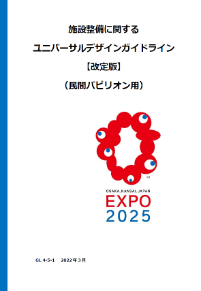 施設整備に関する
ユニバーサルデザインガイドライン
【改定版】
（民間パビリオン用）
OSAKA, KANSAI, JAPAN
EXPO
2025
GL 4-5-1 2022年3月